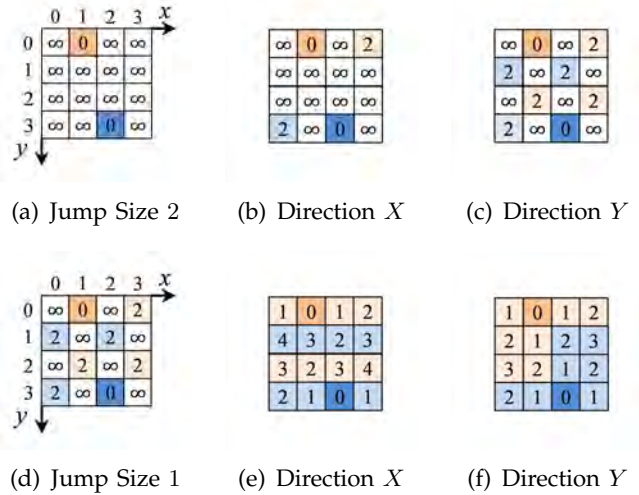 0 1 2 3 x
0 ∞ 0 ∞ ∞
1 ∞ ∞ ∞ ∞
2 ∞ ∞ ∞ ∞
3 ∞ ∞ 0 ∞
y
(a) Jump Size 2
∞ 0 ∞ 2
∞ ∞ ∞ ∞
∞ ∞ ∞ ∞
2 ∞ 0 ∞
(b) Direction X
∞ 0 ∞ 2
2 ∞ 2 ∞
∞ 2 ∞ 2
2 ∞ 0 ∞
(c) Direction Y
0 1 2 3 x
0 ∞ 0 ∞ 2
1 2 ∞ 2 ∞
2 ∞ 2 ∞ 2
3 2 ∞ 0 ∞
y
(d) Jump Size 1
1 0 1 2
4 3 2 3
3 2 3 4
2 1 0 1
(e) Direction X
1 0 1 2
2 1 2 3
3 2 1 2
2 1 0 1
(f) Direction Y